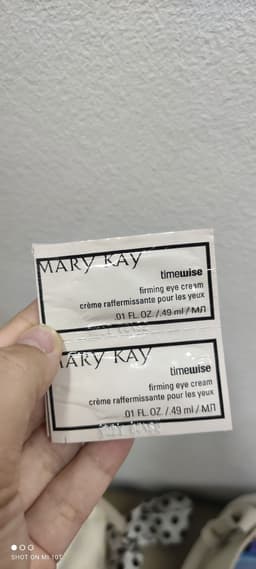 MARY KAY
timewise
firming eye cream
crème raffermissante pour les yeux
.01 FL. OZ. / .49 ml / МЛ
MARY KAY
timewise
firming eye cream
crème raffermissante pour les yeux
.01 FL. OZ. / .49 ml / МЛ
SHOT ON MI 10T